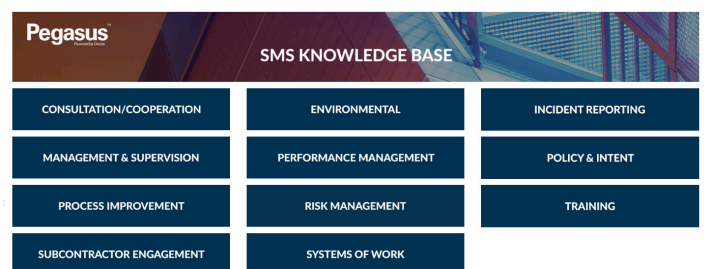 Pegasus™
Powered by Onsite
SMS KNOWLEDGE BASE
CONSULTATION/COOPERATION
ENVIRONMENTAL
INCIDENT REPORTING
MANAGEMENT & SUPERVISION
PERFORMANCE MANAGEMENT
POLICY & INTENT
PROCESS IMPROVEMENT
RISK MANAGEMENT
TRAINING
SUBCONTRACTOR ENGAGEMENT
SYSTEMS OF WORK